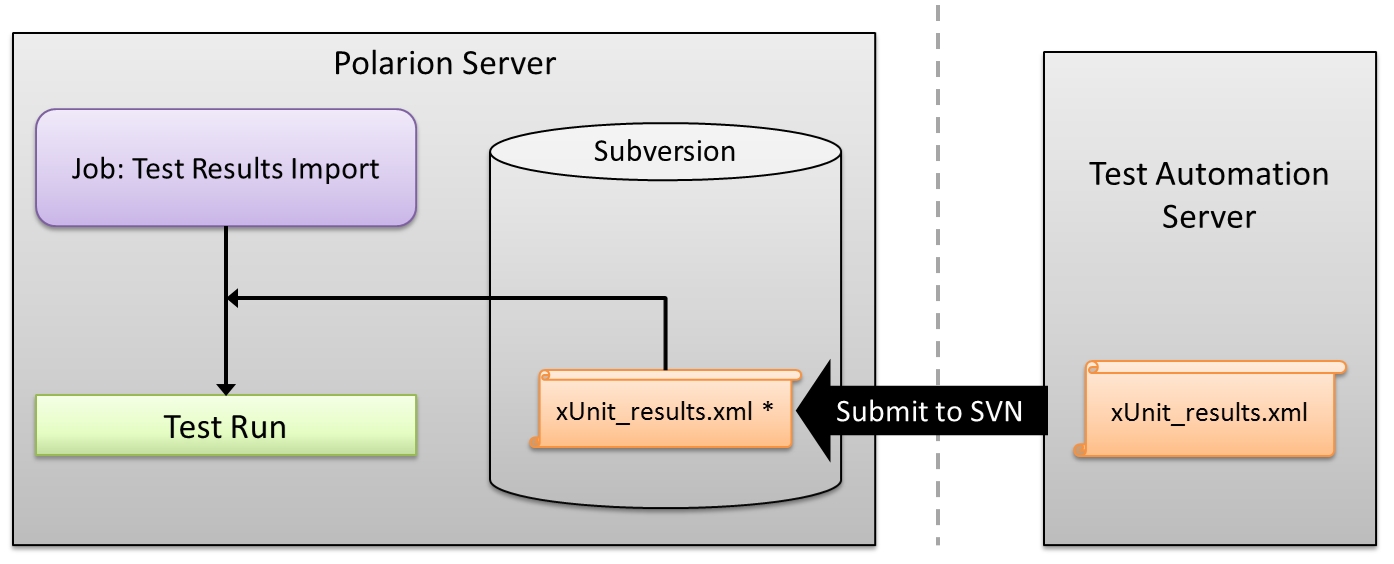 Polarion Server
Job: Test Results Import
Subversion
Test Automation
Server
xUnit_results.xml *
Submit to SVN
xUnit_results.xml
Test Run